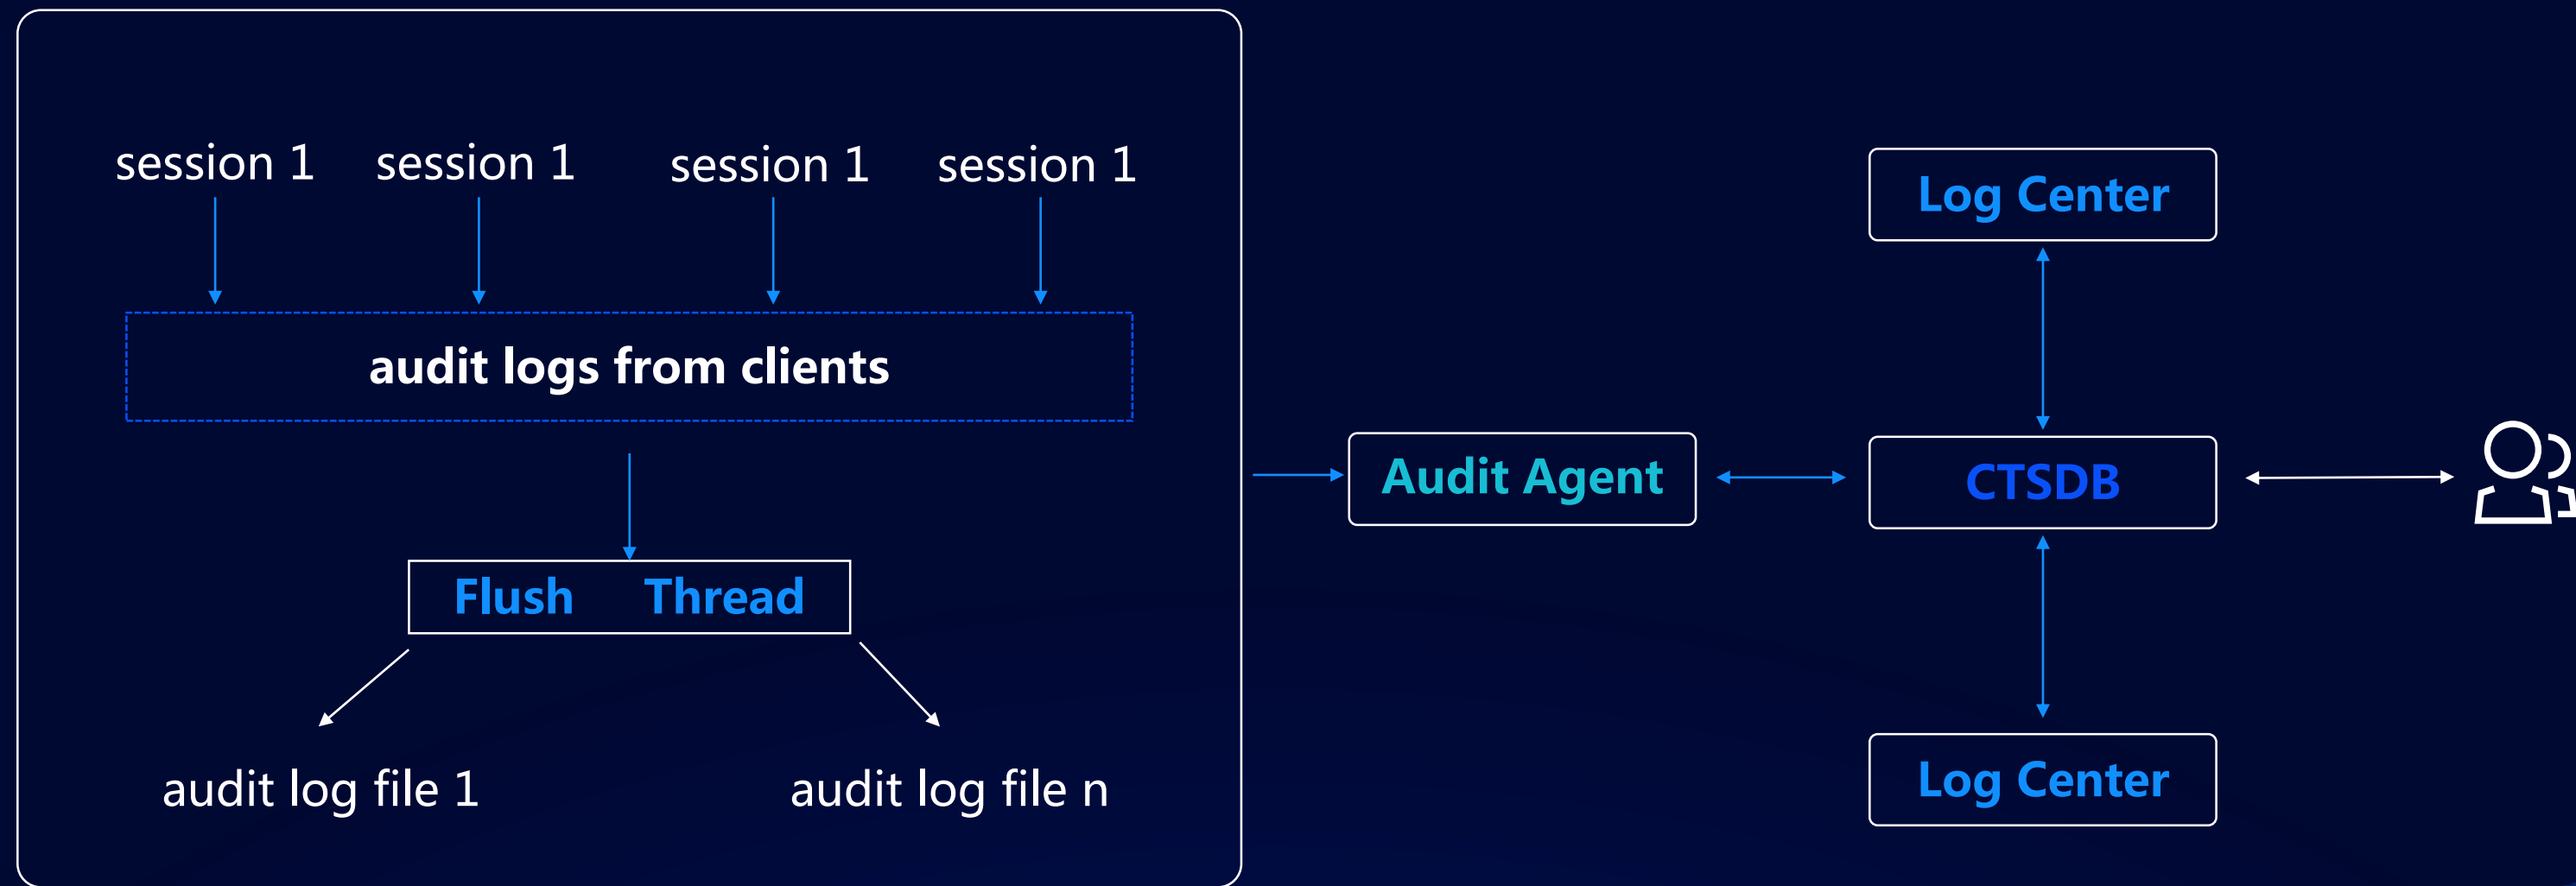 session 1 session 1 session 1 session 1
audit logs from clients
Flush Thread
audit log file 1 audit log file n
Audit Agent
Log Center
CTSDB
Log Center